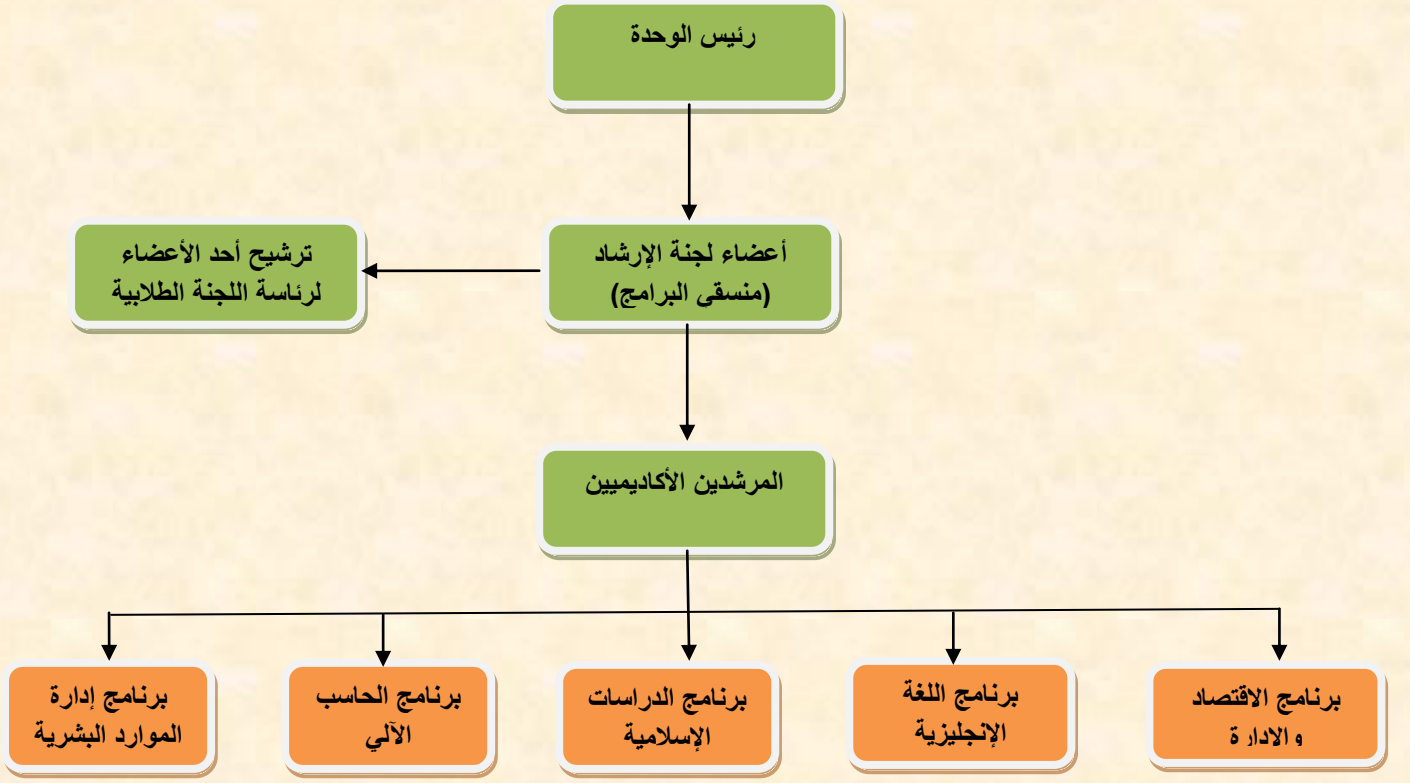 رئيس الوحدة
أعضاء لجنة الإرشاد
(منسقى البرامج)
ترشيح أحد الأعضاء
لرئاسة اللجنة الطلابية
المرشدين الأكاديميين
برنامج الاقتصاد
و الادارة
برنامج اللغة
الإنجليزية
برنامج الدراسات
الإسلامية
برنامج الحاسب
الآلي
برنامج إدارة
الموارد البشرية